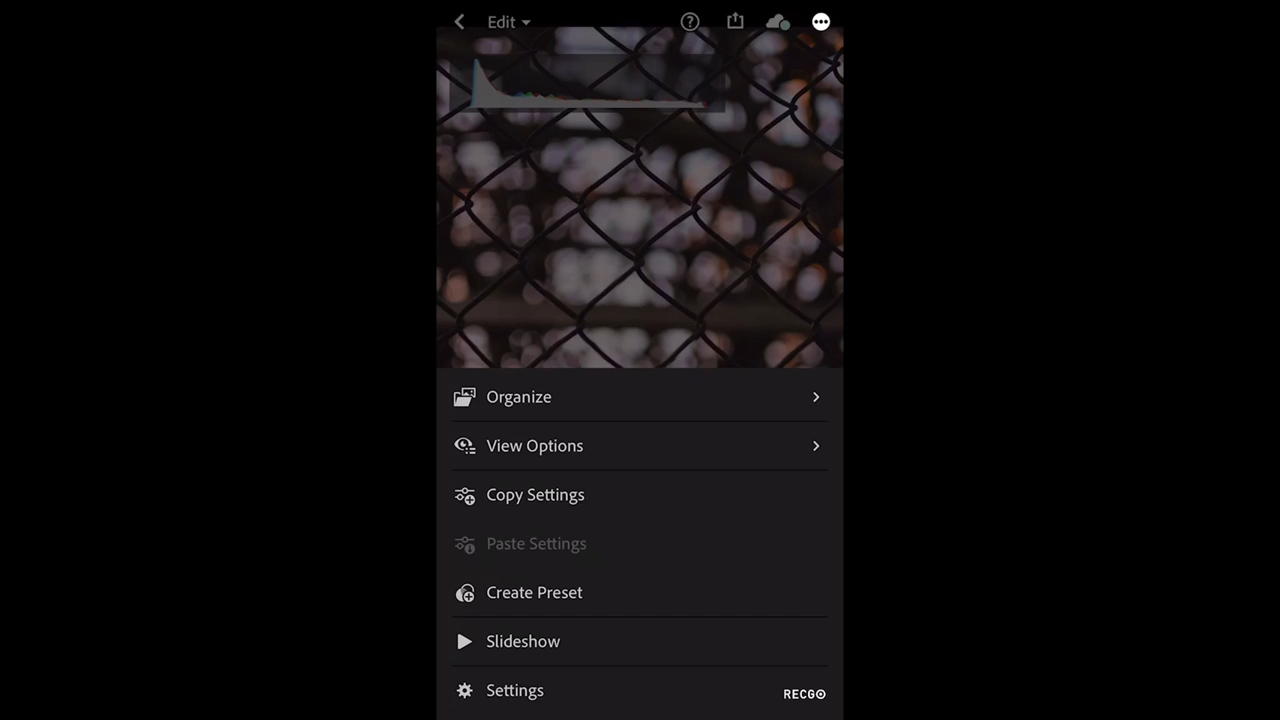 Edit
Organize
View Options
Copy Settings
Paste Settings
Create Preset
Slideshow
Settings
RECGO